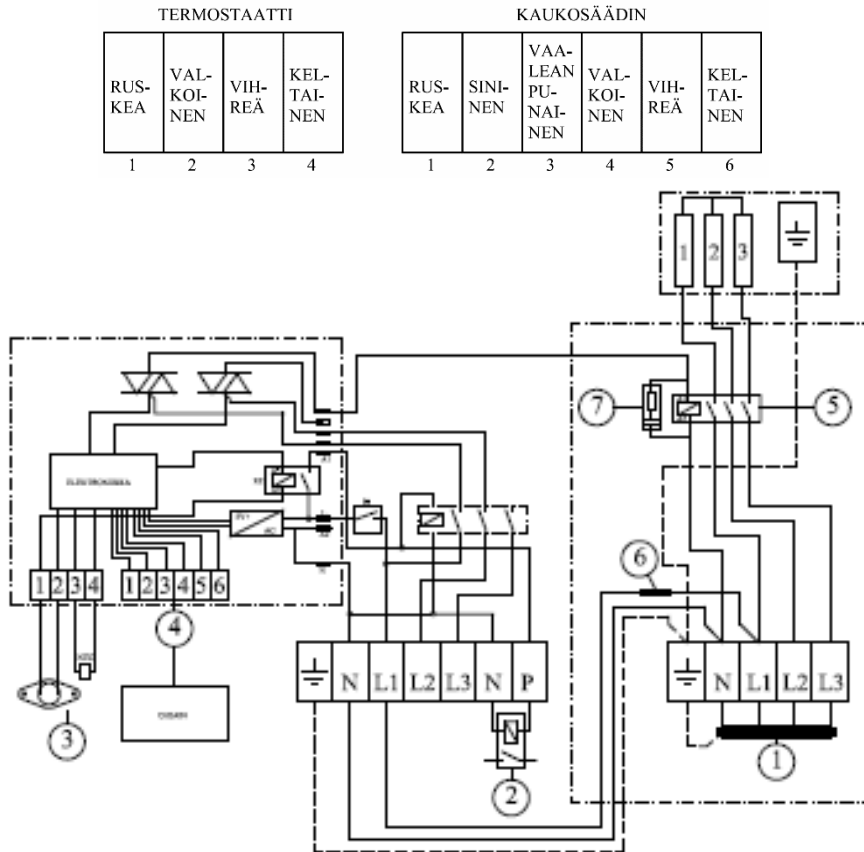 TERMOSTAATTI
KAUKOSÄÄDIN
RUS-
KEA
VAL-
KOI-
NEN
VIH-
REÄ
KEL-
TAI-
NEN
1 2 3 4
RUS-
KEA
SINI-
NEN
VAA-
LEAN
PU-
NAI-
NEN
VAL-
KOI-
NEN
VIH-
REÄ
KEL-
TAI-
NEN
1 2 3 4 5 6
1 2 3
7
5
6
1 2 3 4
1 2 3 4 5 6
4
3
N L1 L2 L3 N P
2
N L1 L2 L3
1